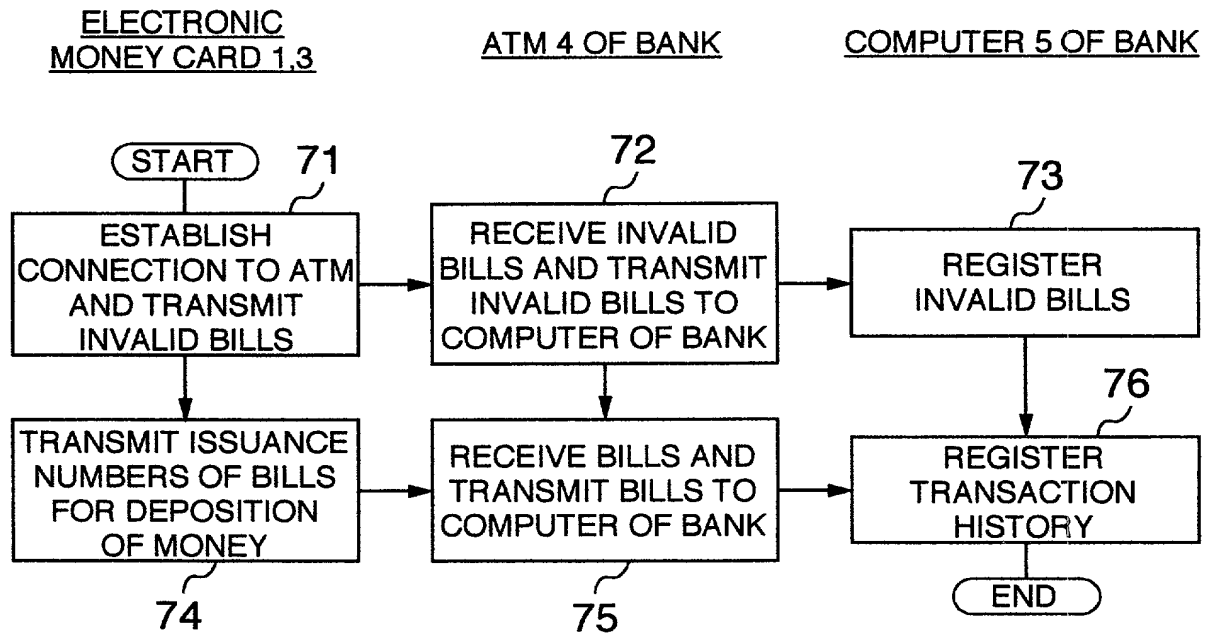 ELECTRONIC
MONEY CARD 1,3
ATM 4 OF BANK
COMPUTER 5 OF BANK
START
71
ESTABLISH
CONNECTION TO ATM
AND TRANSMIT
INVALID BILLS
72
RECEIVE INVALID
BILLS AND TRANSMIT
INVALID BILLS TO
COMPUTER OF BANK
73
REGISTER
INVALID BILLS
TRANSMIT ISSUANCE
NUMBERS OF BILLS
FOR DEPOSITION
OF MONEY
74
RECEIVE BILLS AND
TRANSMIT BILLS TO
COMPUTER OF BANK
75
76
REGISTER
TRANSACTION
HISTORY
END